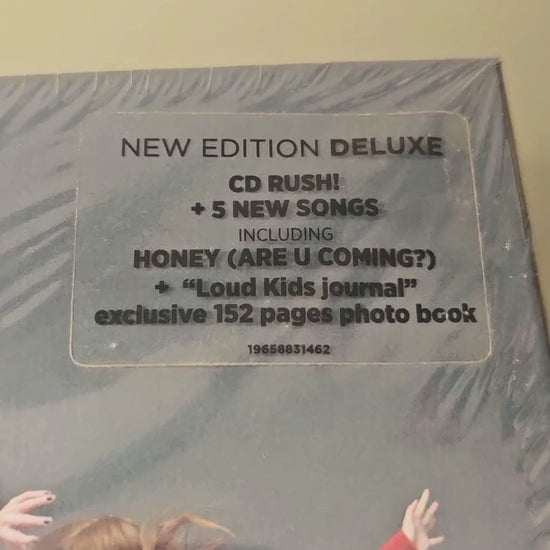 NEW EDITION DELUXE
CD RUSH!
+ 5 NEW SONGS
INCLUDING
HONEY (ARE U COMING?)
+ “Loud Kids journal”
exclusive 152 pages photo book
19658831462